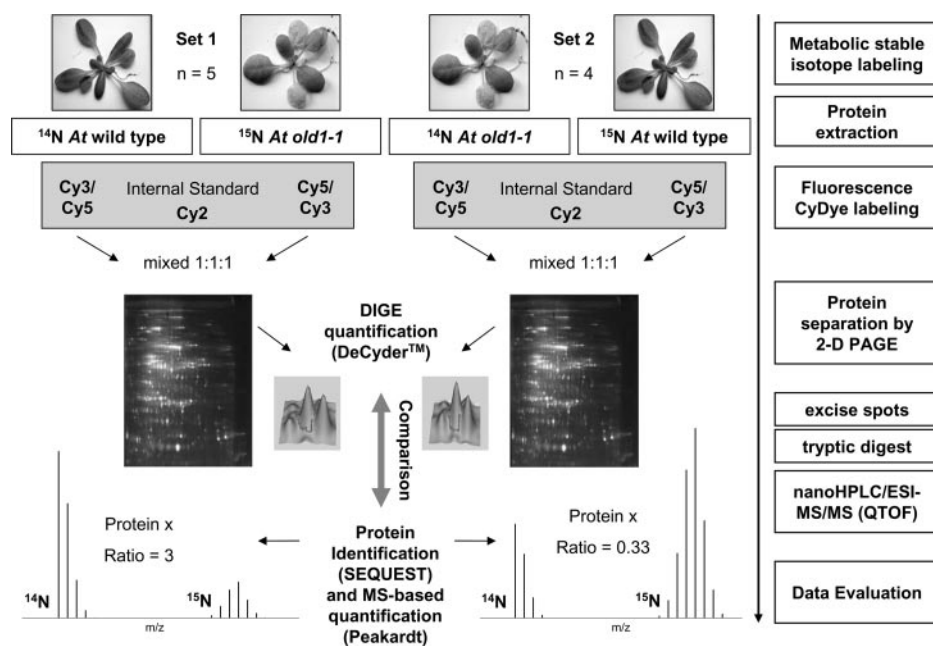 Set 1
n = 5
Set 2
n = 4
14N At wild type
15N At old1-1
14N At old1-1
15N At wild type
Cy3/
Cy5
Internal Standard
Cy2
Cy5/
Cy3
Cy3/
Cy5
Internal Standard
Cy2
Cy5/
Cy3
mixed 1:1:1
mixed 1:1:1
DIGE
quantification
(DeCyder™)
Comparison
Protein x
Ratio = 3
14N
15N
m/z
Protein
Identification
(SEQUEST)
and MS-based
quantification
(Peakardt)
Protein x
Ratio = 0.33
14N
15N
m/z
Metabolic stable
isotope labeling
Protein
extraction
Fluorescence
CyDye labeling
Protein
separation by
2-D PAGE
excise spots
tryptic digest
nanoHPLC/ESI-
MS/MS (QTOF)
Data Evaluation